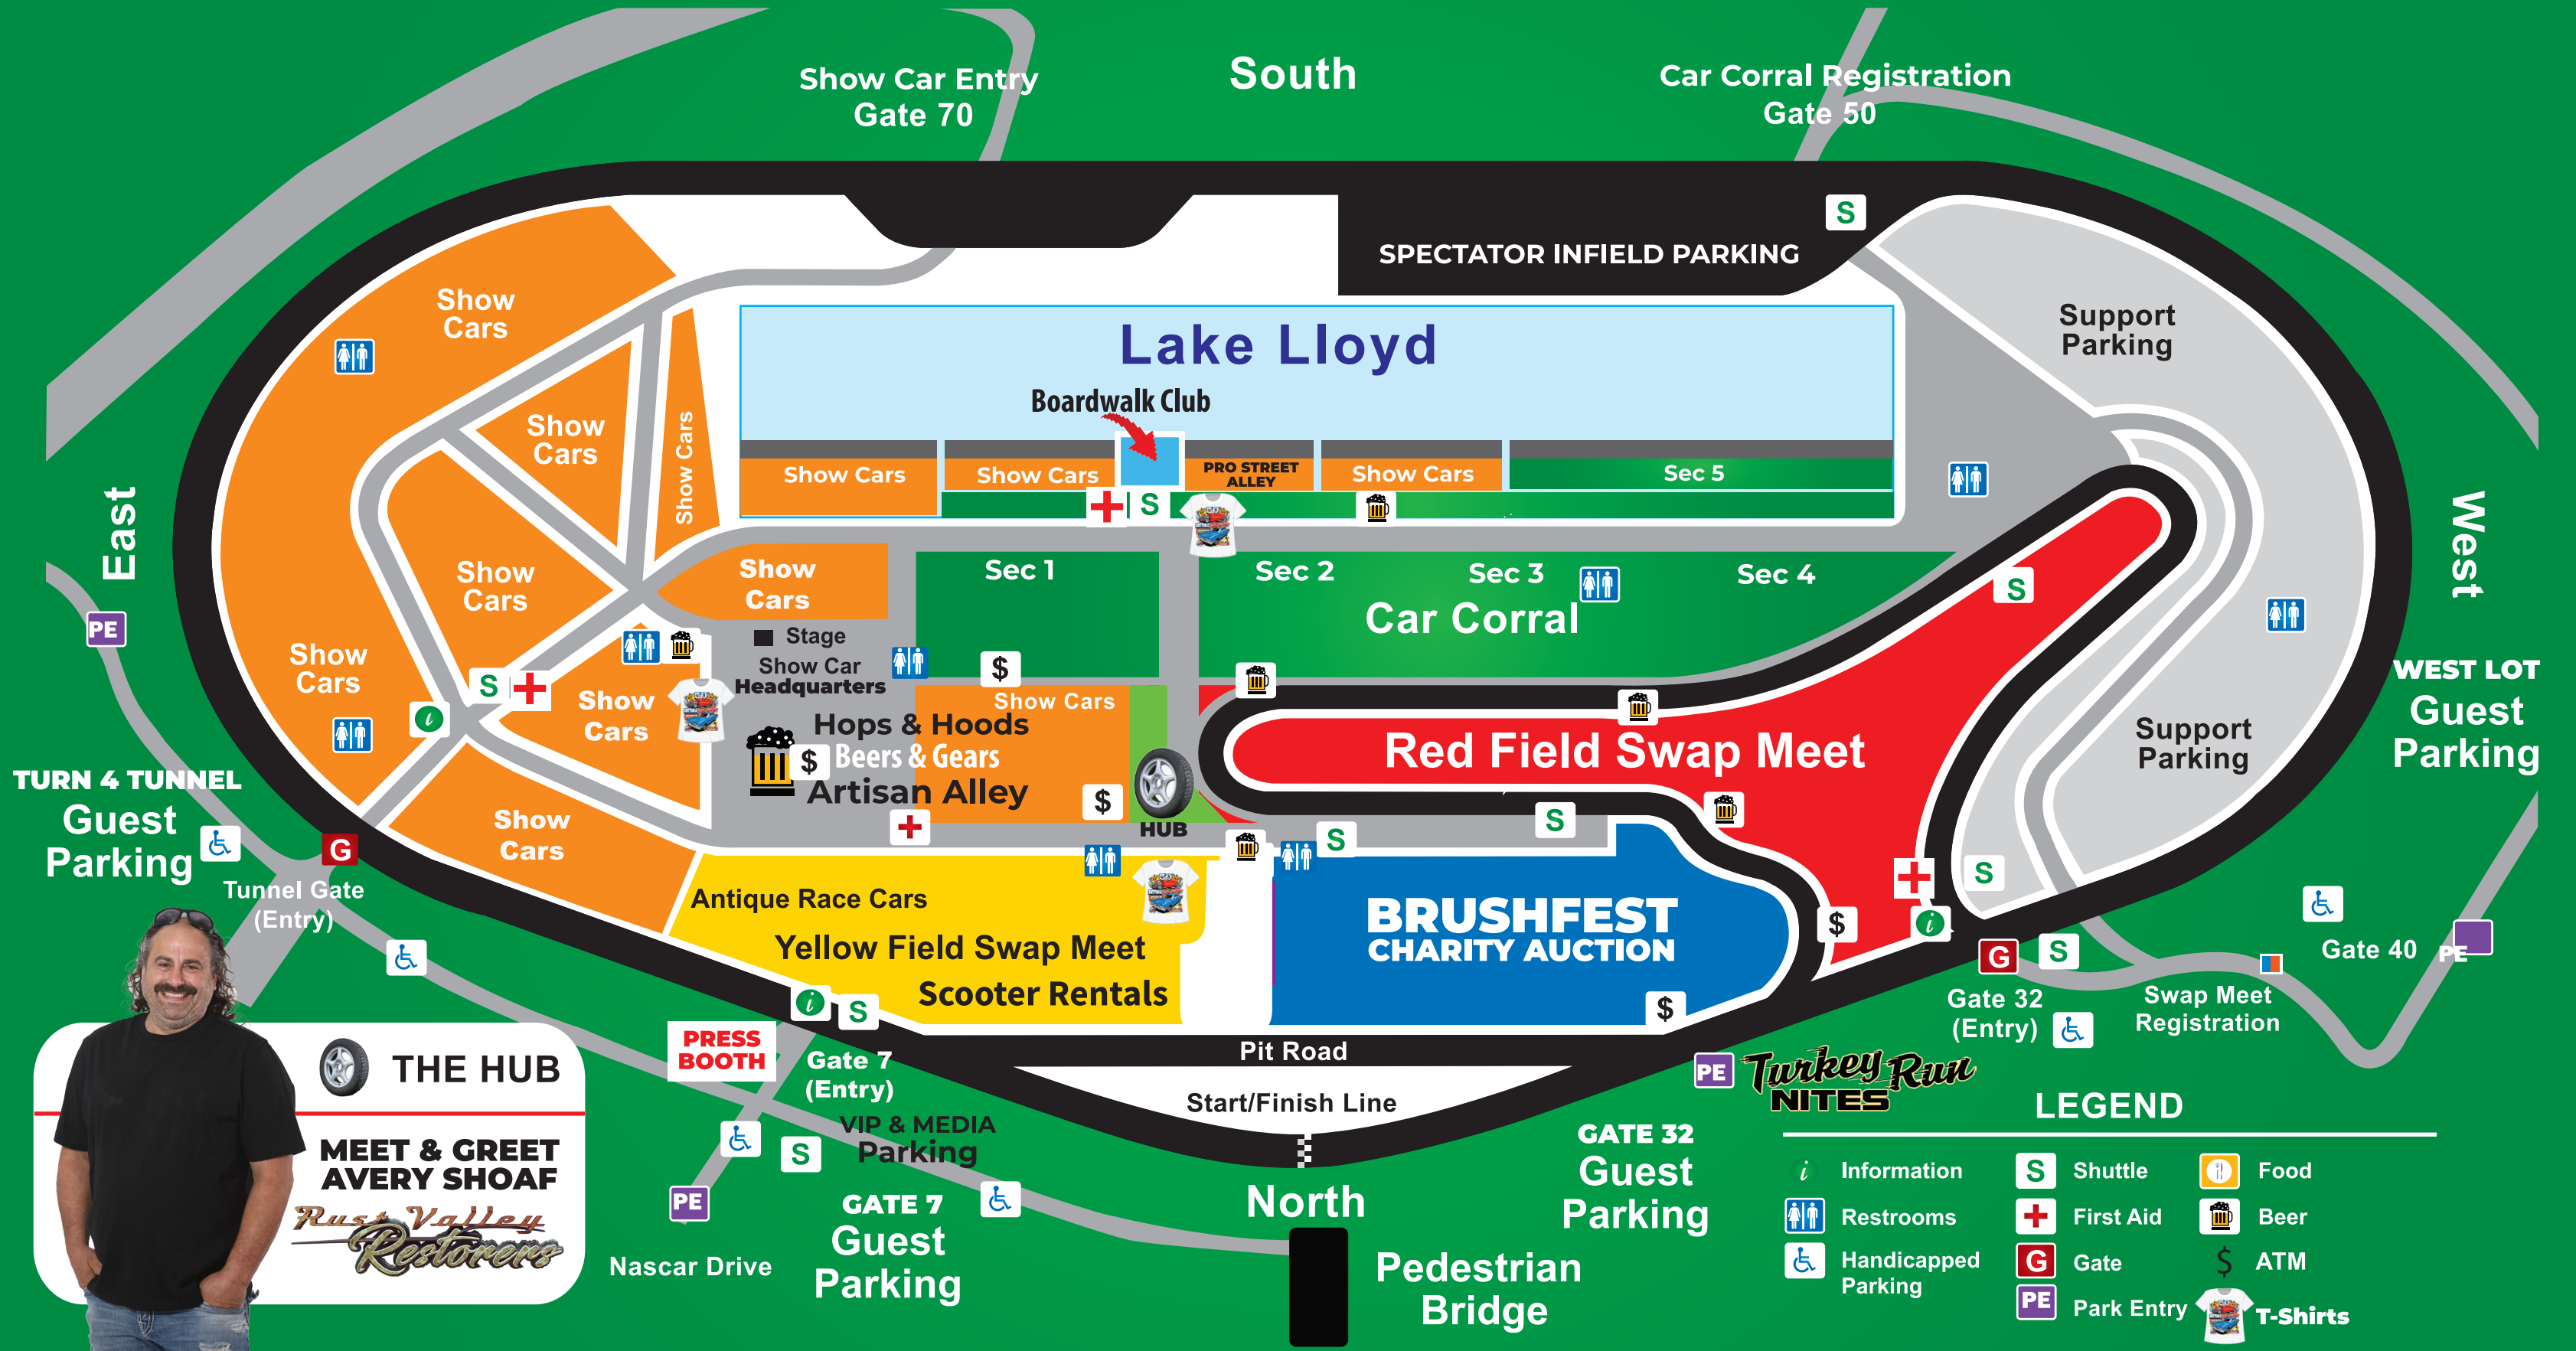 South
Show Car Entry
Gate 70
Car Corral Registration
Gate 50
S
SPECTATOR INFIELD PARKING
Show
Cars
Support
Parking
Lake Lloyd
Boardwalk Club
Show
Cars
Show Cars
Show Cars
Show Cars
PRO STREET
ALLEY
Show Cars
Sec 5
S
East
West
Show
Cars
Show
Cars
Sec 1
Sec 2
Sec 3
Sec 4
Car Corral
S
PE
Stage
Show Car
Headquarters
$
Show
Cars
S
Show
Cars
i
Show Cars
Hops & Hoods
$
Beers & Gears
Artisan Alley
$
HUB
Red Field Swap Meet
WEST LOT
Guest
Parking
Support
Parking
TURN 4 TUNNEL
Guest
Parking
G
Tunnel Gate
(Entry)
Show
Cars
S
S
S
Antique Race Cars
Yellow Field Swap Meet
Scooter Rentals
BRUSHFEST
CHARITY AUCTION
$
i
$
G
S
Gate 32
(Entry)
Swap Meet
Registration
Gate 40
PE
i
S
PRESS
BOOTH
Gate 7
(Entry)
Pit Road
Start/Finish Line
VIP & MEDIA
Parking
S
PE
Nascar Drive
GATE 7
Guest
Parking
North
Pedestrian
Bridge
GATE 32
Guest
Parking
PE
Turkey Run
NITES
THE HUB
MEET & GREET
AVERY SHOAF
Rust Valley
Restorers
LEGEND
i Information
Restrooms
Handicapped
Parking
S Shuttle
First Aid
G Gate
PE Park Entry
Food
Beer
$ ATM
T-Shirts